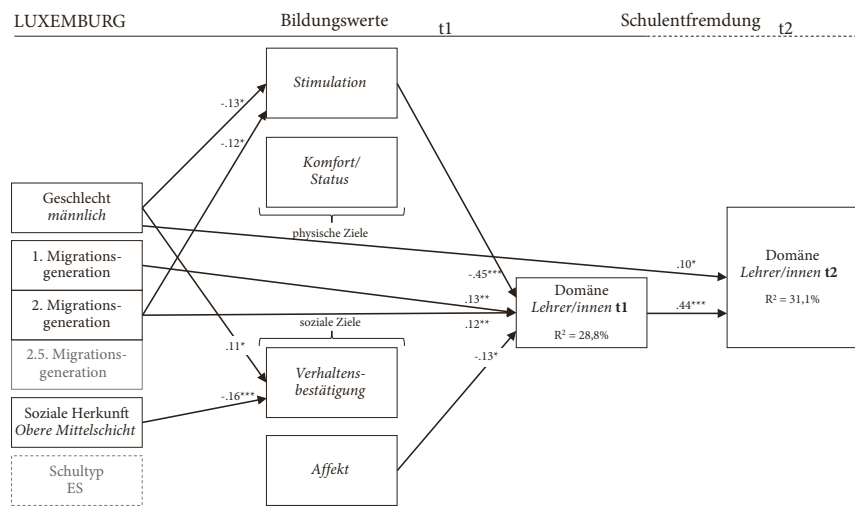 LUXEMBURG
Bildungswerte
t1
Schulentfremdung
t2
Stimulation
-.13*
-.12*
Komfort/
Status
physische Ziele
Geschlecht
männlich
1. Migrations-
generation
2. Migrations-
generation
2.5. Migrations-
generation
Soziale Herkunft
Obere Mittelschicht
Schultyp
ES
.11*
-.16***
soziale Ziele
Verhaltens-
bestätigung
Affekt
-.45***
.13**
.12**
-.13*
Domäne
Lehrer/innen t1
R² = 28,8%
.10*
.44***
Domäne
Lehrer/innen t2
R² = 31,1%